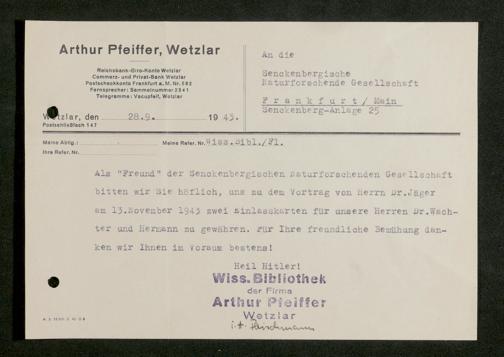 Arthur Pfeiffer, Wetzlar
Reichsbank-Giro-Konto Wetzlar
Commerz- und Privat-Bank Wetzlar
Postscheckkonto Frankfurt a. M. Nr. 582
Fernsprecher: Sammelnummer 2341
Telegramme: Vacupfeif, Wetzlar
An die
Senckenbergische
Naturforschende Gesellschaft
Frankfurt/Main
Senckenberg-Anlage 25
Wetzlar, den 28.9. 1943.
Postschließfach 147
Meine Abtlg.: Meine Refer. Nr. Wiss.Bibl./Fl.
Ihre Refer. Nr.
Als "Freund" der Senckenbergischen Naturforschenden Gesellschaft
bitten wir Sie höflich, uns zu dem Vortrag von Herrn Dr.Jäger
am 13.November 1943 zwei Einlasskarten für unsere Herren Dr.Wach-
ter und Hermann zu gewähren. Für Ihre freundliche Bemühung dan-
ken wir Ihnen im Voraus bestens!
Heil Hitler!
Wiss. Bibliothek
der Firma
Arthur Pfeiffer
Wetzlar